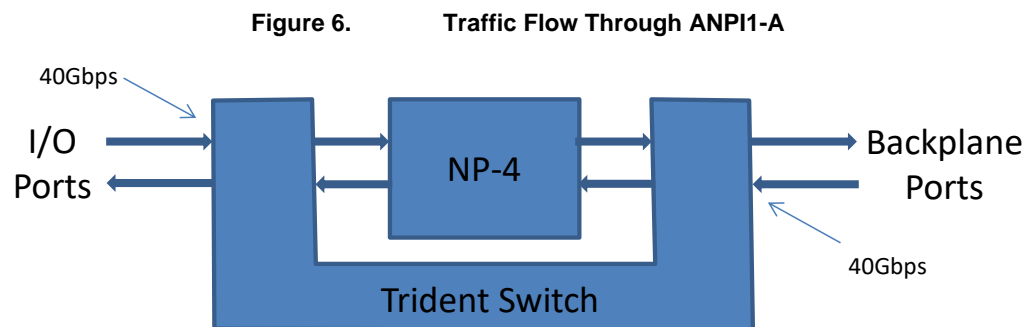 Figure 6. Traffic Flow Through ANPI1-A
40Gbps
I/O
Ports
NP-4
Backplane
Ports
40Gbps
Trident Switch